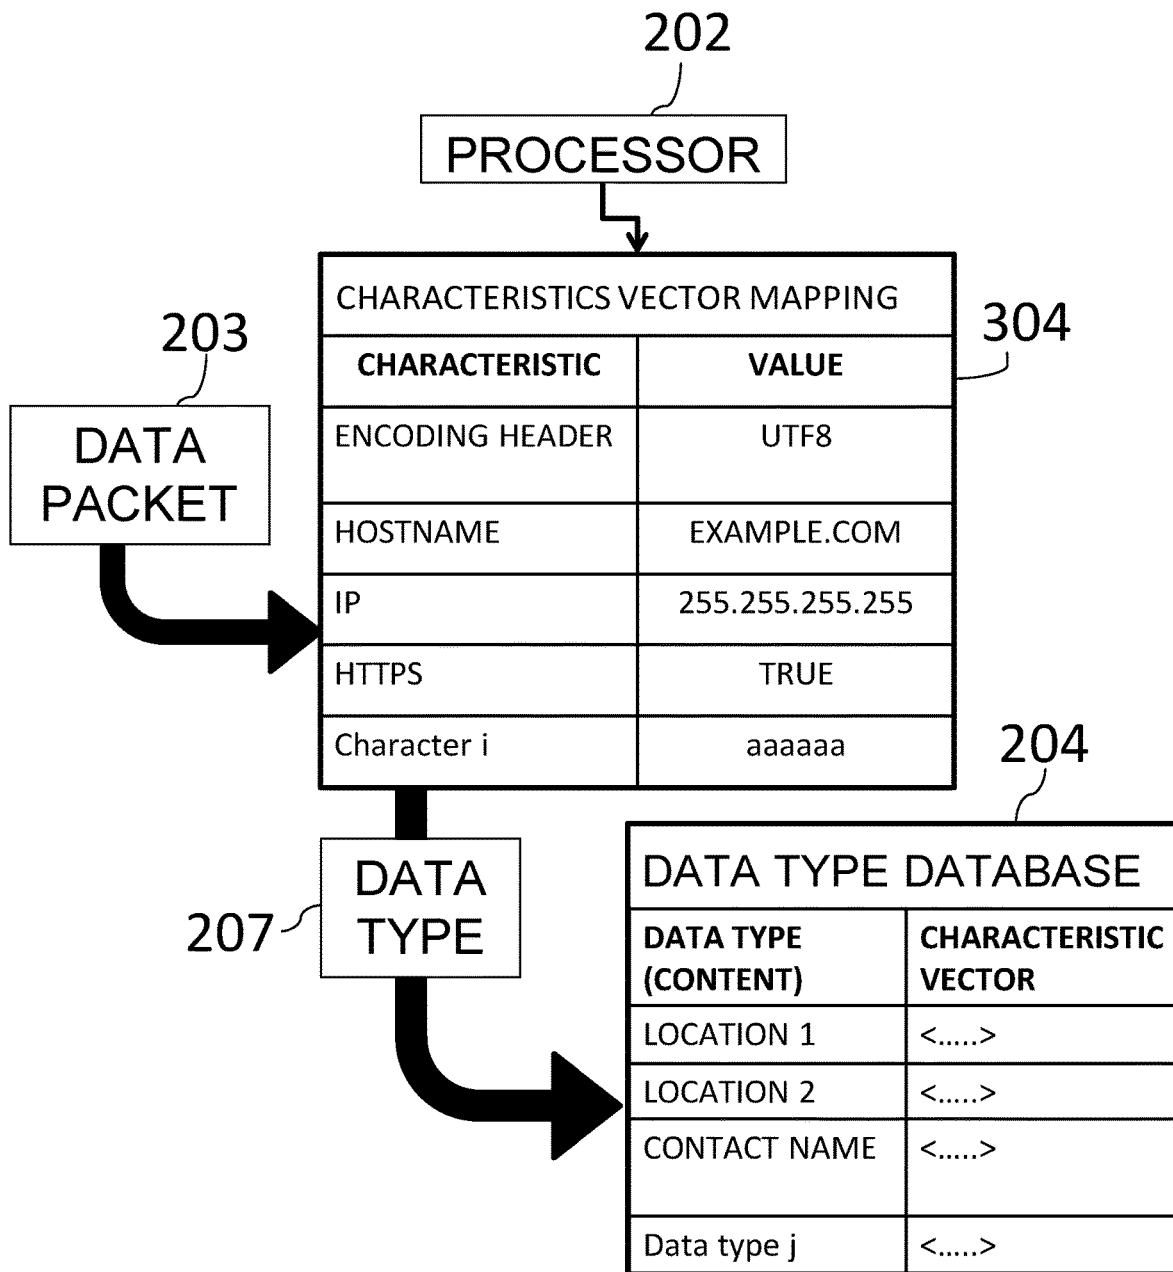 202
PROCESSOR
CHARACTERISTICS VECTOR MAPPING
304
203
CHARACTERISTIC VALUE
DATA
PACKET
ENCODING HEADER UTF8
HOSTNAME EXAMPLE.COM
IP 255.255.255.255
HTTPS TRUE
Character i aaaaaa
204
DATA
TYPE
207
DATA TYPE DATABASE
DATA TYPE
(CONTENT)
CHARACTERISTIC
VECTOR
LOCATION 1 <.....>
LOCATION 2 <.....>
CONTACT NAME <.....>
Data type j <.....>